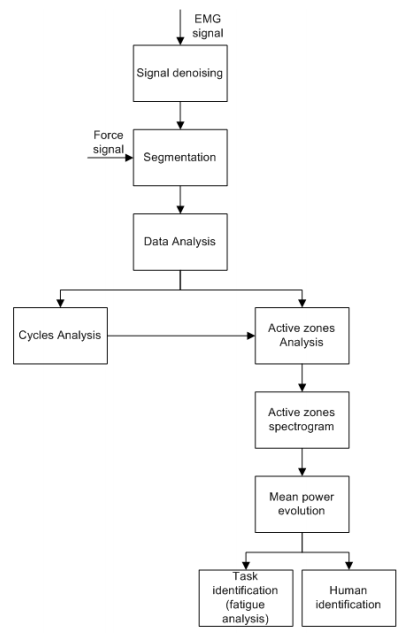 EMG
signal
Signal denoising
Force
signal
Segmentation
Data Analysis
Cycles Analysis
Active zones
Analysis
Active zones
spectrogram
Mean power
evolution
Task
identification
(fatigue
analysis)
Human
identification